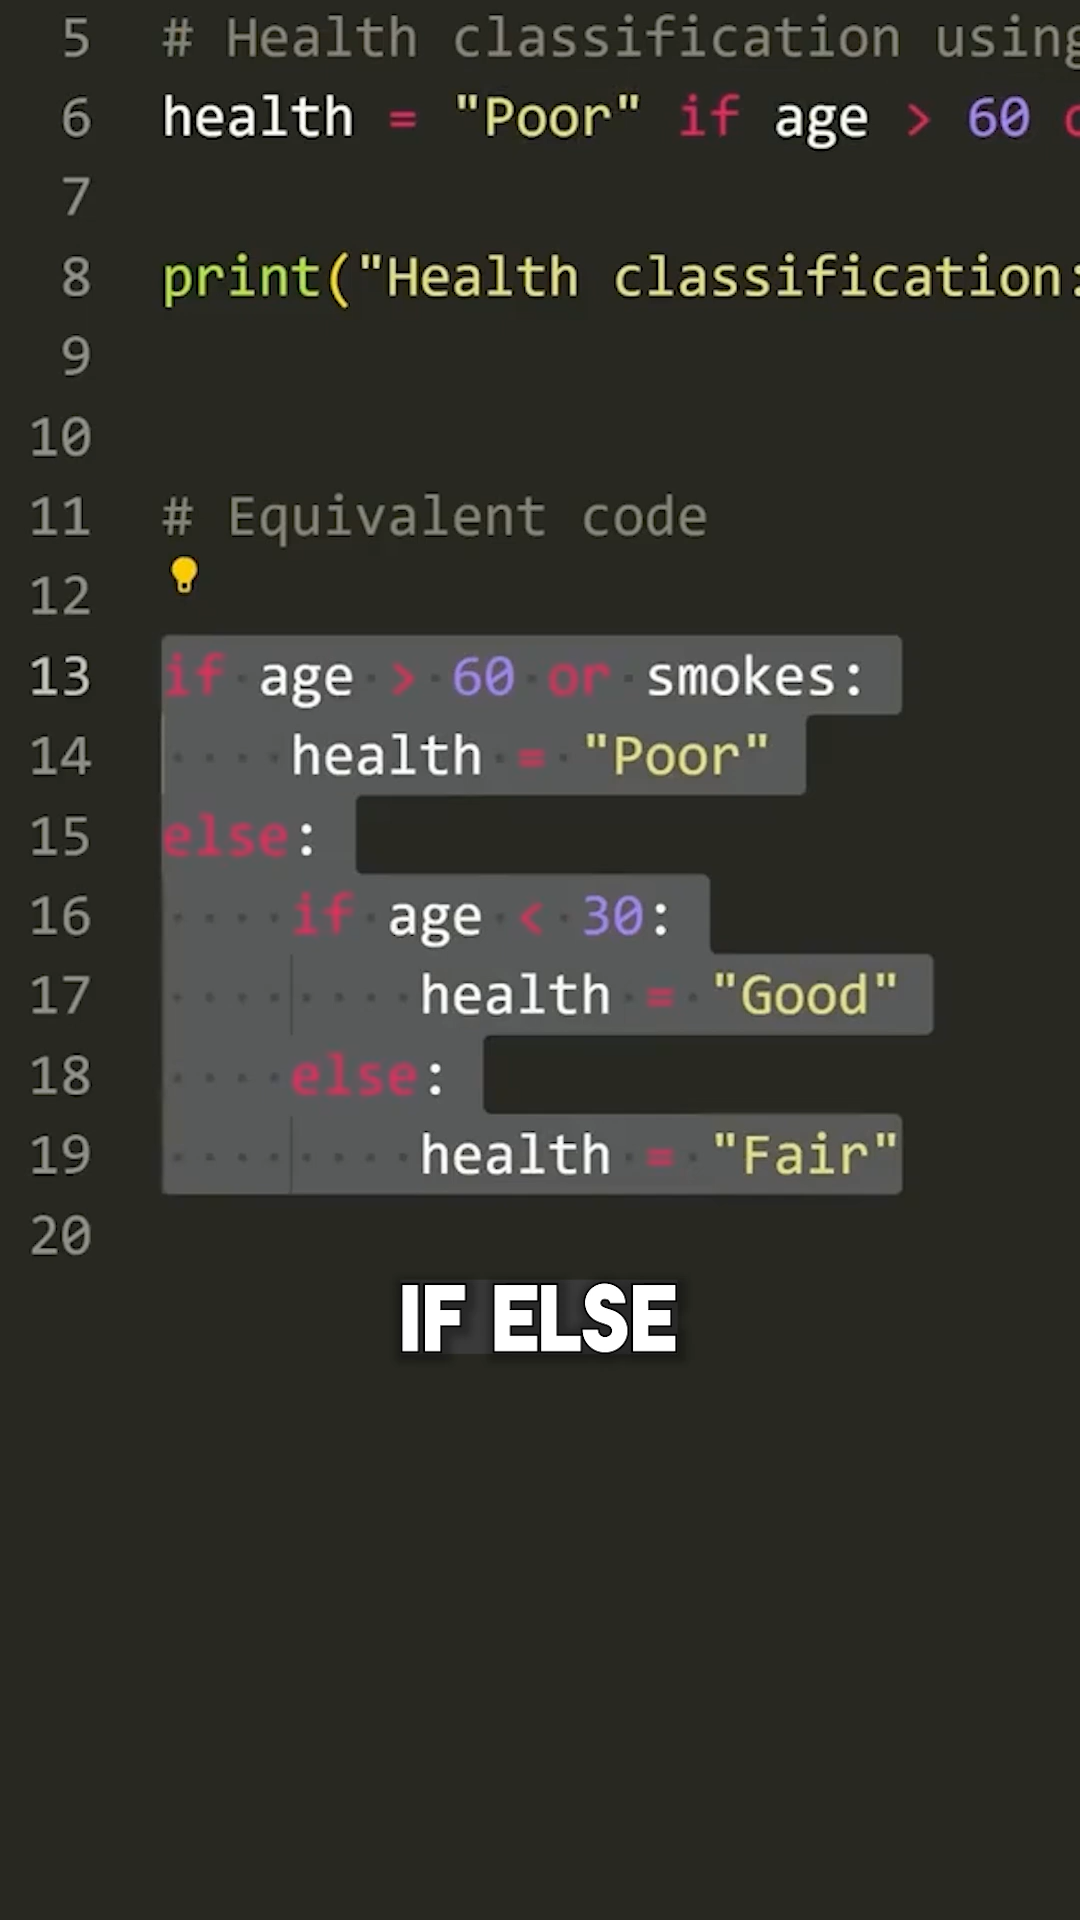 5 # Health classification using
6 health = "Poor" if age > 60
7
8 print("Health classification:
9
10
11 # Equivalent code
12
13 if age > 60 or smokes:
14 health = "Poor"
15 else:
16 if age < 30:
17 health = "Good"
18 else:
19 health = "Fair"
20
IF ELSE